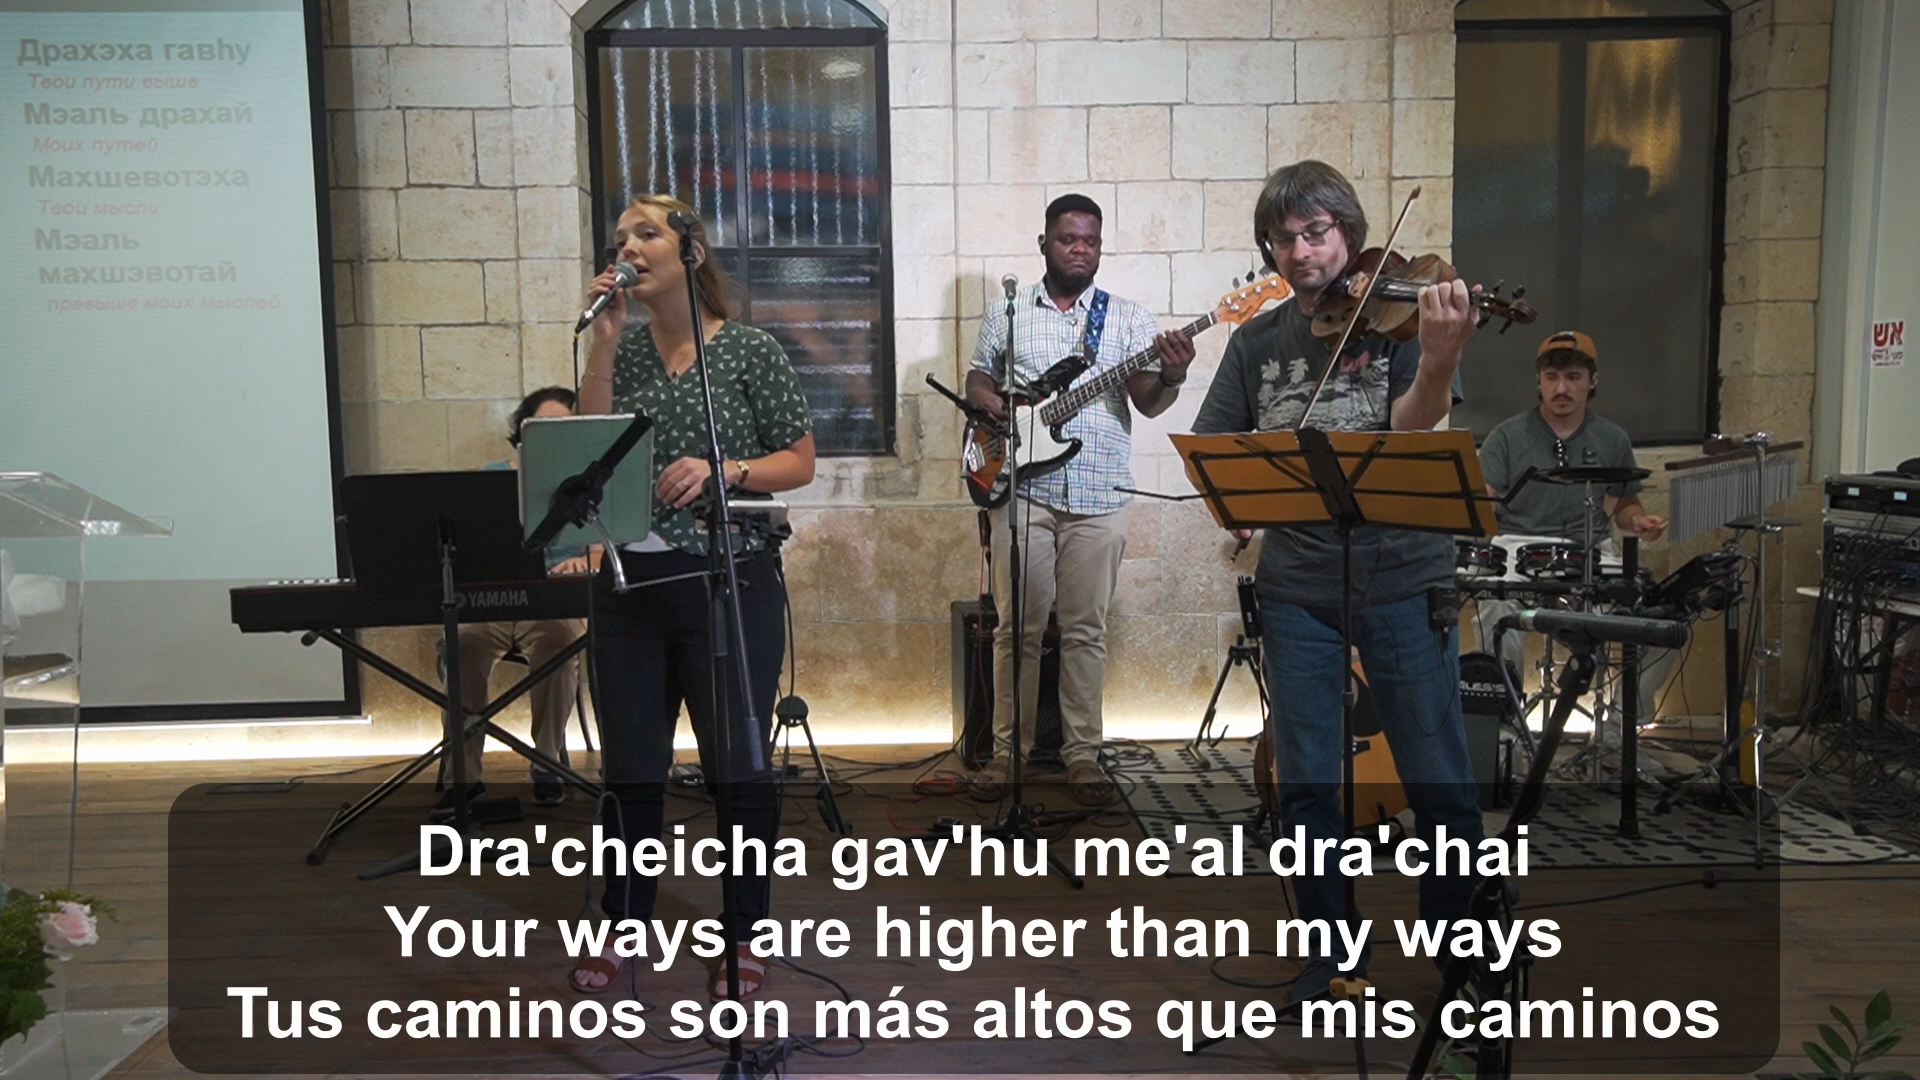 Драхэха гавhу
Твои пути выше
Мэаль драхай
Моих путей
Махшевотэха
Твои мысли
Мэаль
махшэвотай
превыше моих мыслей
אש
YAMAHA
ALESIS
Dra'cheicha gav'hu me'al dra'chai
Your ways are higher than my ways
Tus caminos son más altos que mis caminos